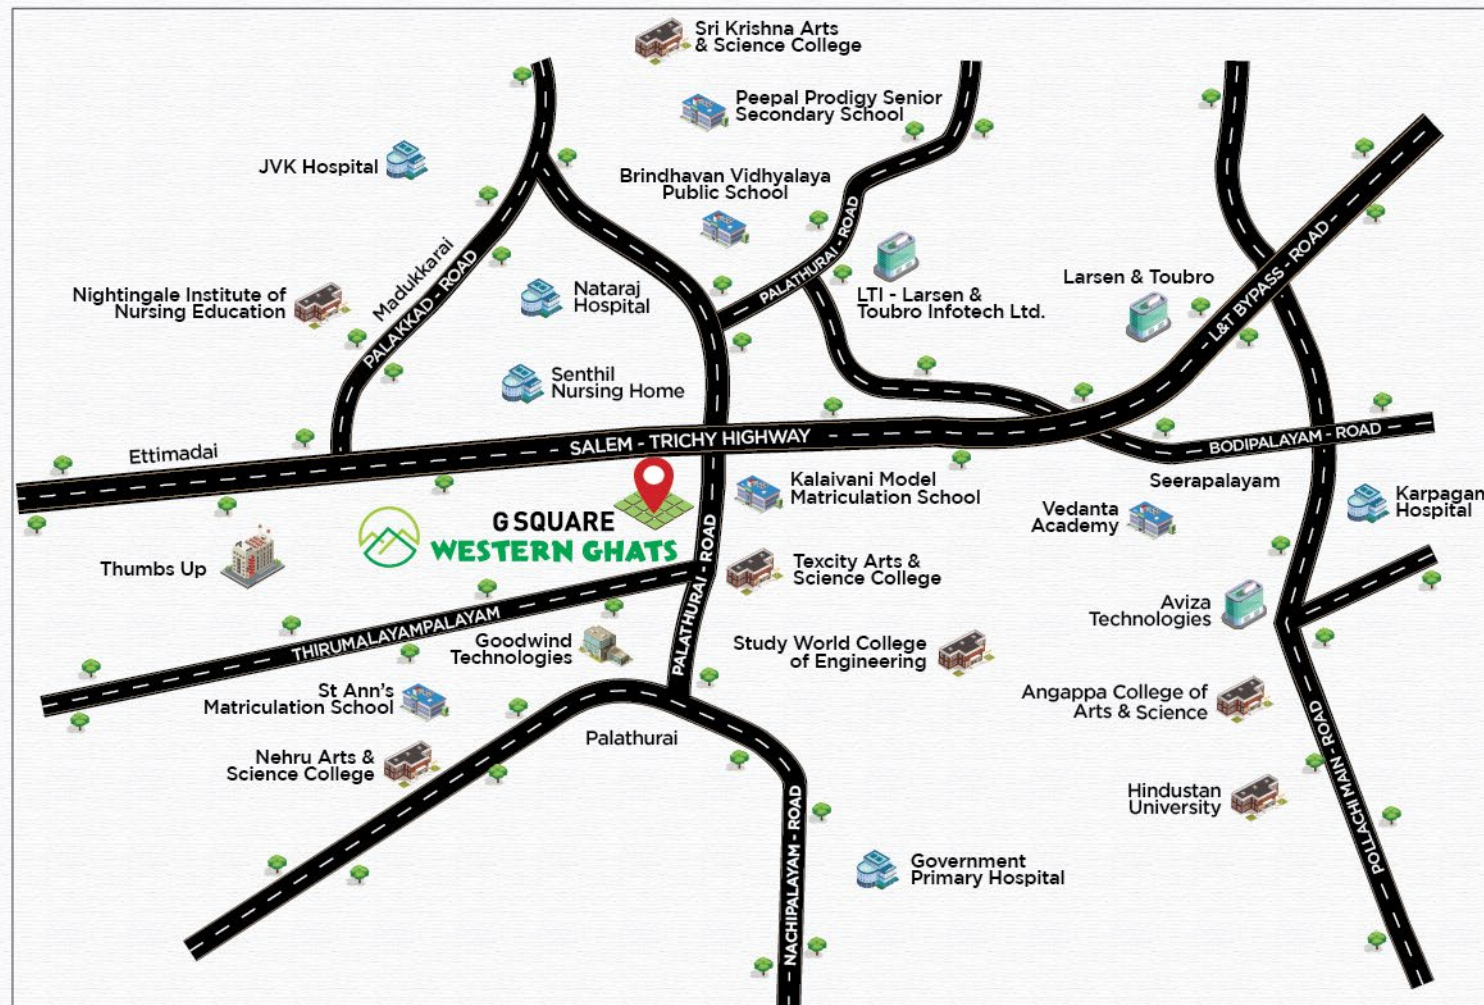 Sri Krishna Arts
& Science College
Peepal Prodigy Senior
Secondary School
JVK Hospital
Brindhavan Vidhyalaya
Public School
PALATHURAI - ROAD
Madukkarai
PALAKKAD - ROAD
Nightingale Institute of
Nursing Education
Nataraj
Hospital
LTI - Larsen &
Toubro Infotech Ltd.
Larsen & Toubro
L&T BYPASS - ROAD
Senthil
Nursing Home
Ettimadai
SALEM - TRICHY HIGHWAY
BODIPALAYAM - ROAD
Seerapalayam
Kalaivani Model
Matriculation School
Vedanta
Academy
Karpagan
Hospital
G SQUARE
WESTERN GHATS
Thumbs Up
PALATHURAI - ROAD
Texcity Arts &
Science College
Aviza
Technologies
THIRUMALAYAMPALAYAM
Goodwind
Technologies
Study World College
of Engineering
St Ann's
Matriculation School
Angappa College of
Arts & Science
Palathurai
Nehru Arts &
Science College
Hindustan
University
POLLACHI MAIN - ROAD
NACHIPALAYAM - ROAD
Government
Primary Hospital